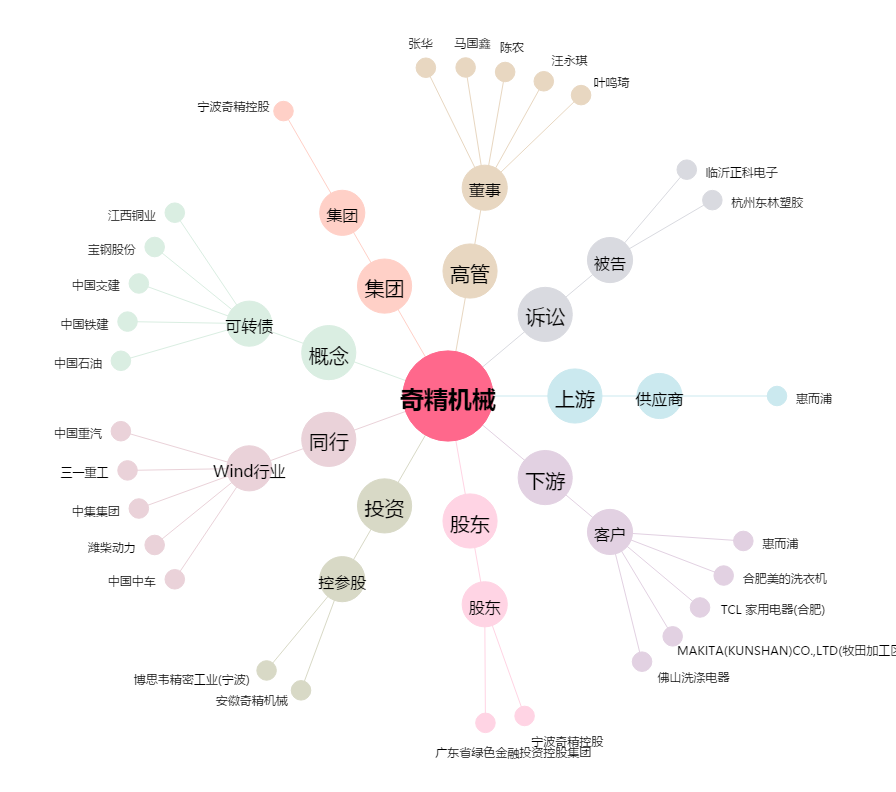 张华
马国鑫
陈农
汪永琪
叶鸣琦
宁波奇精控股
董事
临沂正科电子
杭州东林塑胶
集团
江西铜业
宝钢股份
被告
高管
集团
中国交建
诉讼
中国铁建
可转债
概念
中国石油
奇精机械
上游
供应商
惠而浦
中国重汽
同行
三一重工
Wind行业
下游
中集集团
投资
股东
潍柴动力
客户
惠而浦
中国中车
控参股
合肥美的洗衣机
股东
TCL 家用电器(合肥)
MAKITA(KUNSHAN)CO.,LTD(牧田加工
博思韦精密工业(宁波)
佛山洗涤电器
安徽奇精机械
宁波奇精控股
广东省绿色金融投资控股集团